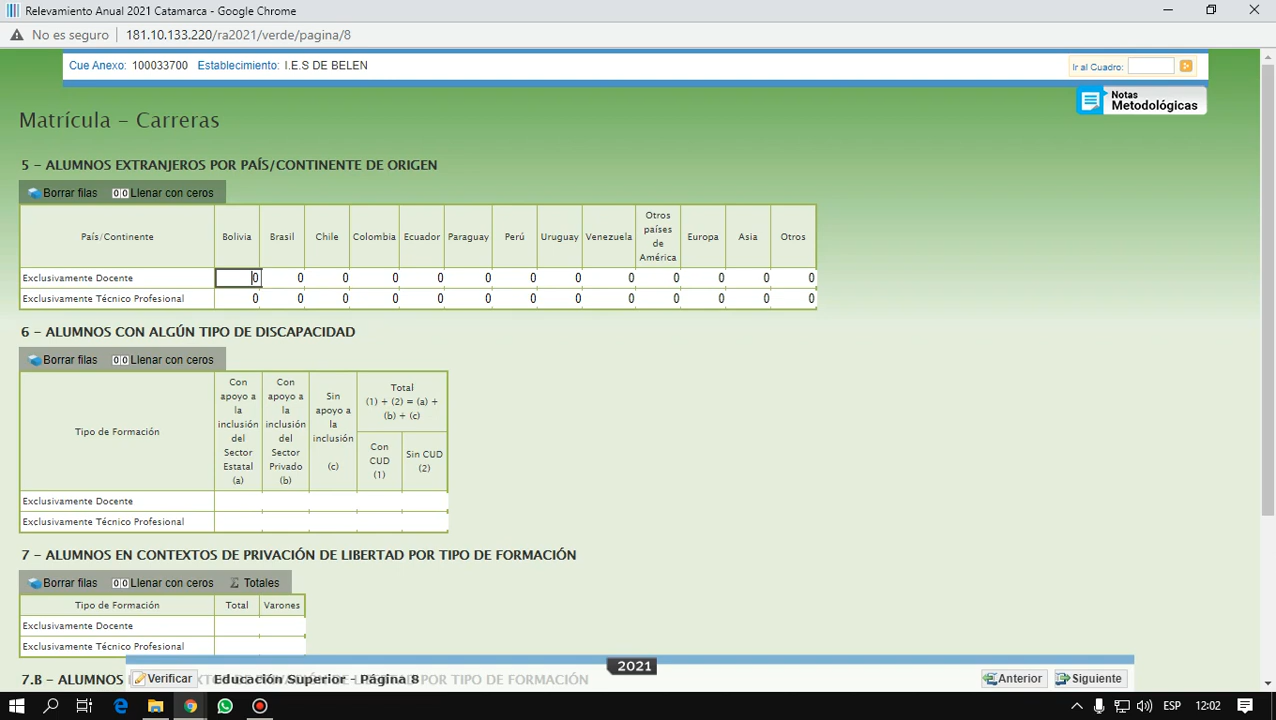 Relevamiento Anual 2021 Catamarca - Google Chrome
No es seguro 181.10.133.220/ra2021/verde/pagina/8
Cue Anexo: 100033700 Establecimiento: I.E.S DE BELEN
Ir al Cuadro:
Notas
Metodológicas
Matrícula - Carreras
5 - ALUMNOS EXTRANJEROS POR PAÍS/CONTINENTE DE ORIGEN
Borrar filas 00 Llenar con ceros
País/Continente Bolivia Brasil Chile Colombia Ecuador Paraguay Perú Uruguay Venezuela Otros países de América Europa Asia Otros
Exclusivamente Docente 0 0 0 0 0 0 0 0 0 0 0 0 0
Exclusivamente Técnico Profesional 0 0 0 0 0 0 0 0 0 0 0 0 0
6 - ALUMNOS CON ALGÚN TIPO DE DISCAPACIDAD
Borrar filas 00 Llenar con ceros
Tipo de Formación
Con apoyo a la inclusión del Sector Estatal (a)
Con apoyo a la inclusión del Sector Privado (b)
Sin apoyo a la inclusión (c)
Total (1) + (2) = (a) + (b) + (c)
Con CUD (1)
Sin CUD (2)
Exclusivamente Docente
Exclusivamente Técnico Profesional
7 - ALUMNOS EN CONTEXTOS DE PRIVACIÓN DE LIBERTAD POR TIPO DE FORMACIÓN
Borrar filas 00 Llenar con ceros Σ Totales
Tipo de Formación Total Varones
Exclusivamente Docente
Exclusivamente Técnico Profesional
2021
7.B - ALUMNOS
XTOS DE PRIVACIÓN DE LIBERTAD POR TIPO DE FORMACIÓN
Verificar Educación Superior - Página 8 Anterior Siguiente
ESP 12:02